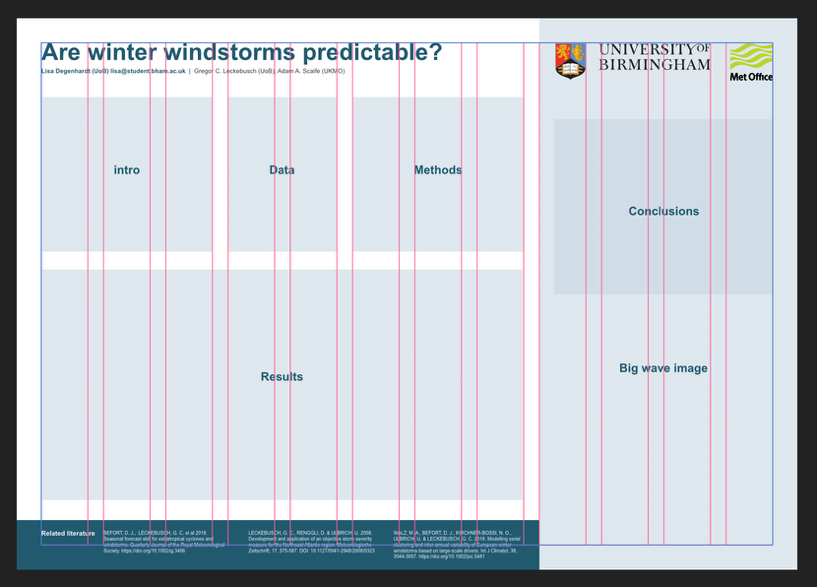 Are winter windstorms predictable?
Lisa Degenhardt (UoB) lisa@student.bham.ac.uk | Gregor C. Leckebusch (UoB), Adam A. Scaife (UKMO)
UNIVERSITY OF
BIRMINGHAM
Met Office
intro
Data
Methods
Conclusions
Results
Big wave image
Related literature
BEFORT, D. J., LECKEBUSCH, G. C. et al 2019.
Seasonal forecast skill for extratropical cyclones and
windstorms. Quarterly Journal of the Royal Meteorological
Society. https://doi.org/10.1002/qj.3406
LECKEBUSCH, G. C., RENGGLI, D. & ULBRICH, U. 2008.
Development and application of an objective storm severity
measure for the Northeast Atlantic region. Meteorologische
Zeitschrift, 17, 575-587. DOI: 10.1127/0941-2948/2008/0323
WALZ, M. A., BEFORT, D. J., KIRCHNER-BOSSI, N. O.,
ULBRICH, U. & LECKEBUSCH, G. C. 2018. Modelling serial
clustering and inter-annual variability of European winter
windstorms based on large-scale drivers. Int J Climatol, 38,
3044-3057. https://doi.org/10.1002/joc.5481